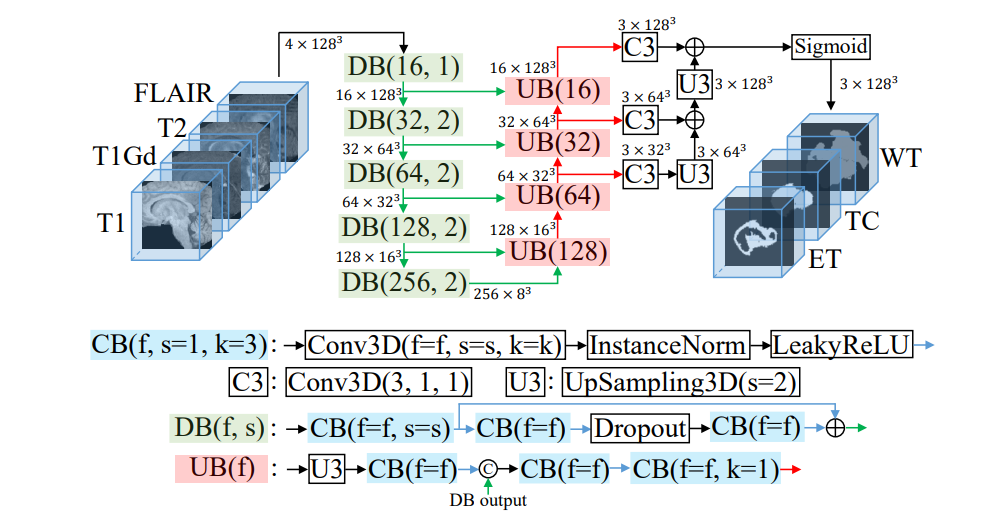 4 × 128³
3 × 128³
C3
Sigmoid
DB(16, 1)
16 × 128³
FLAIR
16 × 128³
UB(16)
U3
3 × 128³
3 × 128³
3 × 64³
T2
DB(32, 2)
32 × 64³
C3
UB(32)
WT
T1Gd
32 × 64³
3 × 32³
3 × 64³
DB(64, 2)
64 × 32³
C3
U3
64 × 32³
UB(64)
T1
TC
DB(128, 2)
128 × 16³
UB(128)
128 × 16³
ET
DB(256, 2)
256 × 8³
CB(f, s=1, k=3) : Conv3D(f=f, s=s, k=k) InstanceNorm LeakyReLU
C3 : Conv3D(3, 1, 1) U3 : UpSampling3D(s=2)
DB(f, s) : CB(f=f, s=s) CB(f=f) Dropout CB(f=f)
UB(f) : U3 CB(f=f) © CB(f=f) CB(f=f, k=1)
DB output